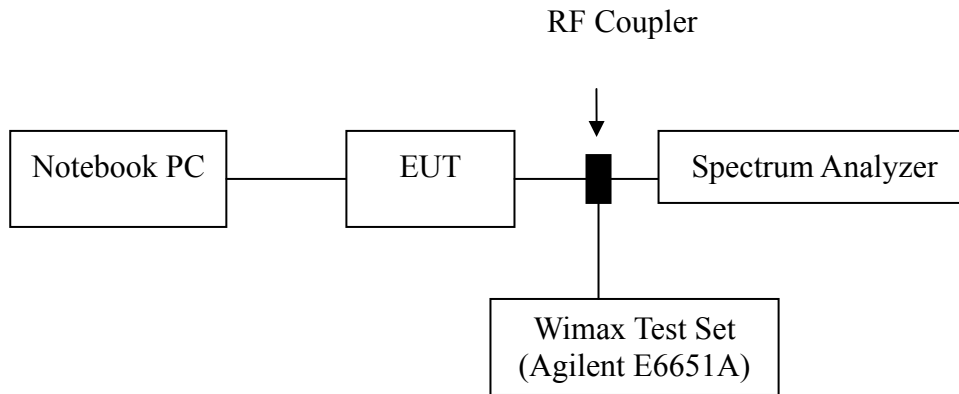 RF Coupler
Notebook PC
EUT
Spectrum Analyzer
Wimax Test Set
(Agilent E6651A)